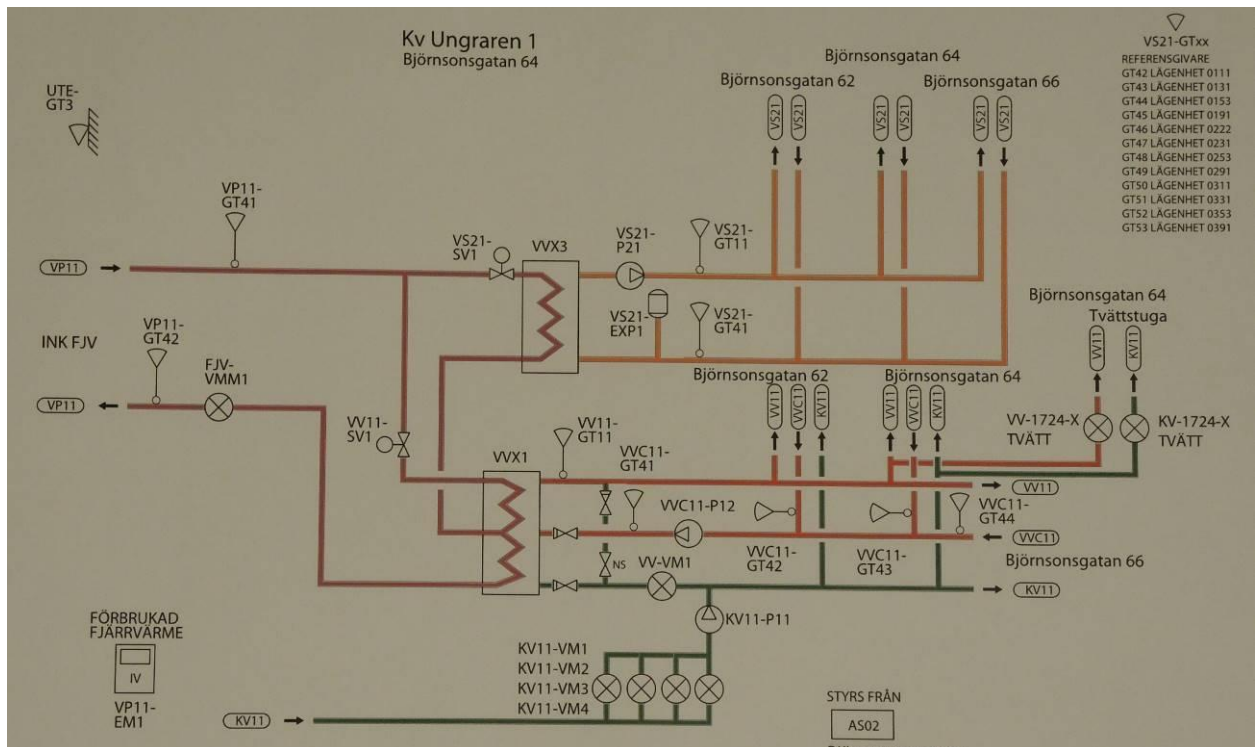 Kv Ungraren 1
Björnsonsgatan 64
UTE-
GT3
VS21-GTxx
REFERENSGIVARE
GT42 LÄGENHET 0111
GT43 LÄGENHET 0131
GT44 LÄGENHET 0153
GT45 LÄGENHET 0191
GT46 LÄGENHET 0222
GT47 LÄGENHET 0231
GT48 LÄGENHET 0253
GT49 LÄGENHET 0291
GT50 LÄGENHET 0311
GT51 LÄGENHET 0331
GT52 LÄGENHET 0353
GT53 LÄGENHET 0391
Björnsonsgatan 64
Björnsonsgatan 62
Björnsonsgatan 66
VS21
VS21
VS21
VS21
VS21
VS21
VP11-
GT41
VS21-
SV1
VVX3
VS21-
P21
VS21-
GT11
VP11
VS21-
EXP1
VS21-
GT41
INK FJV
VP11-
GT42
FJV-
VMM1
VP11
Björnsonsgatan 64
Tvättstuga
VV11
KV11
Björnsonsgatan 62
Björnsonsgatan 64
VV11
VVC11
KV11
VV11
VVC11
KV11
VV-1724-X
TVÄTT
KV-1724-X
TVÄTT
VV11-
SV1
VVX1
VV11-
GT11
VVC11-
GT41
VV11
VVC11-P12
VVC11-
GT44
VVC11
VVC11-
GT42
VVC11-
GT43
Björnsonsgatan 66
NS
VV-VM1
KV11
KV11-P11
FÖRBRUKAD
FJÄRRVÄRME
IV
VP11-
EM1
KV11-VM1
KV11-VM2
KV11-VM3
KV11-VM4
KV11
STYRS FRÅN
AS02